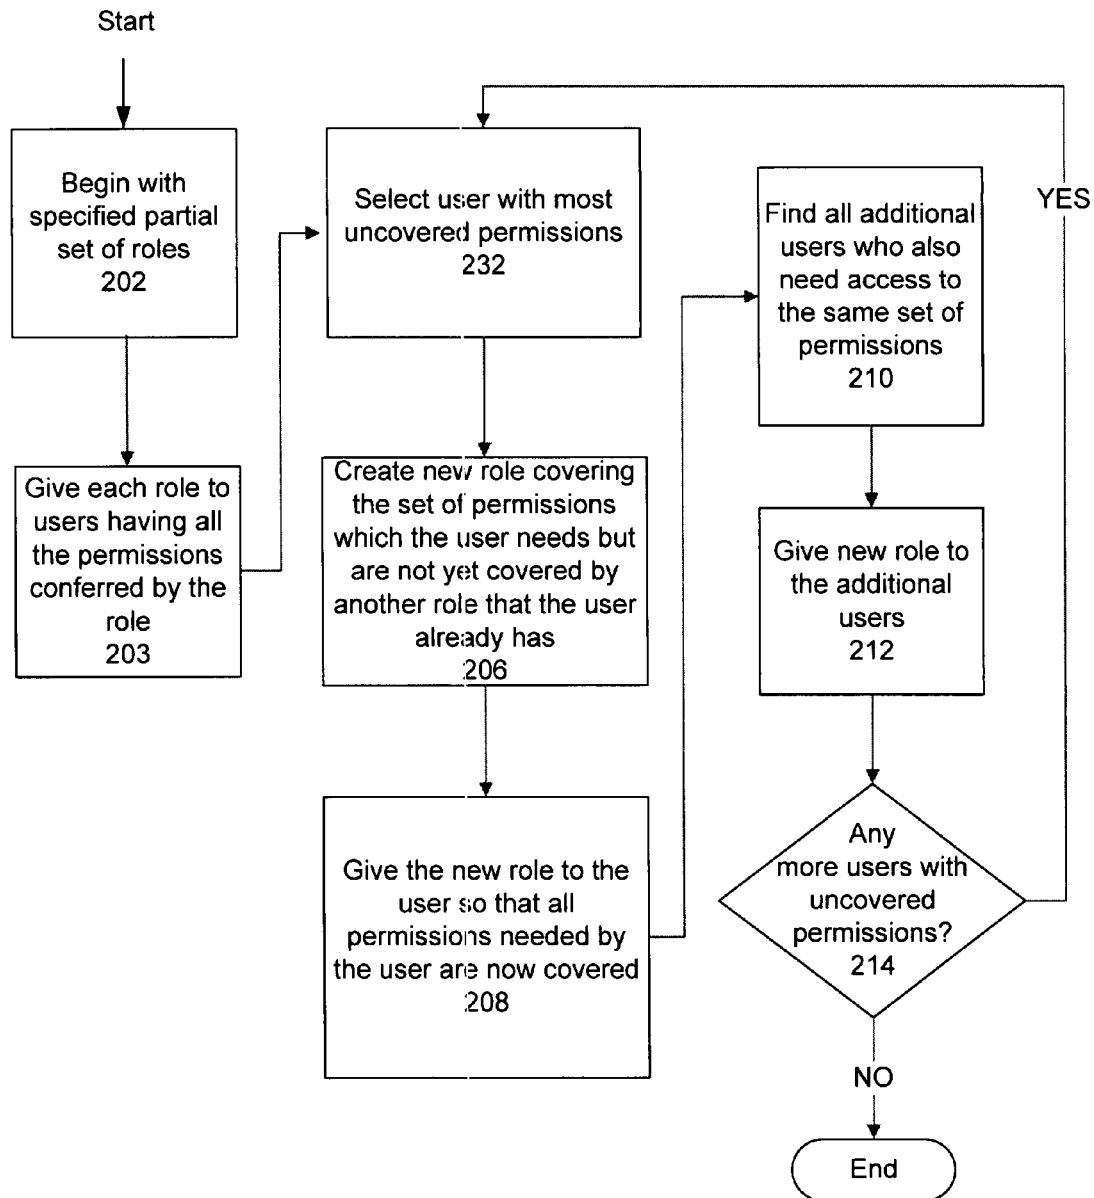 Start
Begin with
specified partial
set of roles
202
Give each role to
users having all
the permissions
conferred by the
role
203
Select user with most
uncovered permissions
232
Create new role covering
the set of permissions
which the user needs but
are not yet covered by
another role that the user
already has
206
Give the new role to the
user so that all
permissions needed by
the user are now covered
208
Find all additional
users who also
need access to
the same set of
permissions
210
Give new role to
the additional
users
212
Any
more users with
uncovered
permissions?
214
YES
NO
End